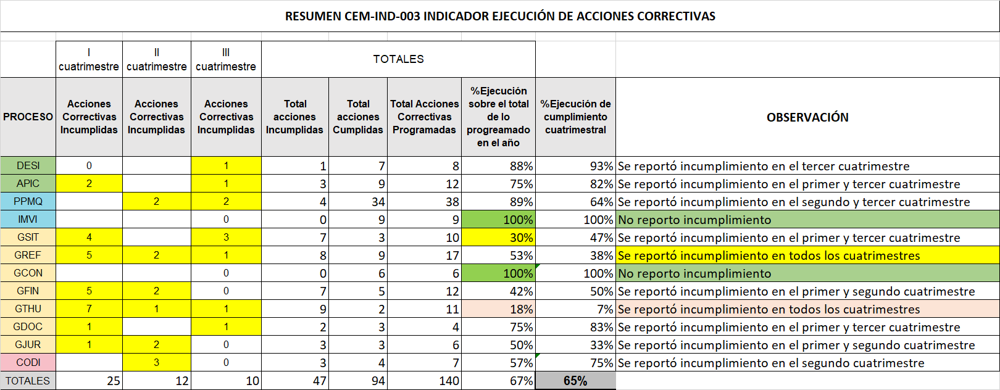 RESUMEN CEM-IND-003 INDICADOR EJECUCIÓN DE ACCIONES CORRECTIVAS
I cuatrimestre II cuatrimestre III cuatrimestre TOTALES
PROCESO Acciones Correctivas Incumplidas Acciones Correctivas Incumplidas Acciones Correctivas Incumplidas Total acciones Incumplidas Total acciones Cumplidas Total Acciones Correctivas Programadas %Ejecución sobre el total de lo progreamado en el año %Ejecución de cumplimiento cuatrimestral OBSERVACIÓN
DESI 0 1 1 7 8 88% 93% Se reportó incumplimiento en el tercer cuatrimestre
APIC 2 1 3 9 12 75% 82% Se reportó incumplimiento en el primer y tercer cuatrimestre
PPMQ 2 2 4 34 38 89% 64% Se reportó incumplimiento en el segundo y tercer cuatrimestre
IMVI 0 0 9 9 100% 100% No reporto incumplimiento
GSIT 4 3 7 3 10 30% 47% Se reportó incumplimiento en el primer y tercer cuatrimestre
GREF 5 2 1 8 9 17 53% 38% Se reportó incumplimiento en todos los cuatrimestres
GCON 0 0 6 6 100% 100% No reporto incumplimiento
GFIN 5 2 0 7 5 12 42% 50% Se reportó incumplimiento en el primer y segundo cuatrimestre
GTHU 7 1 1 9 2 11 18% 7% Se reportó incumplimiento en todos los cuatrimestres
GDOC 1 1 2 3 4 75% 83% Se reportó incumplimiento en el primer y tercer cuatrimestre
GJUR 1 2 0 3 3 6 50% 33% Se reportó incumplimiento en el primer y segundo cuatrimestre
CODI 3 0 3 4 7 57% 75% Se reportó incumplimiento en el segundo cuatrimestre
TOTALES 25 12 10 47 94 140 67% 65%